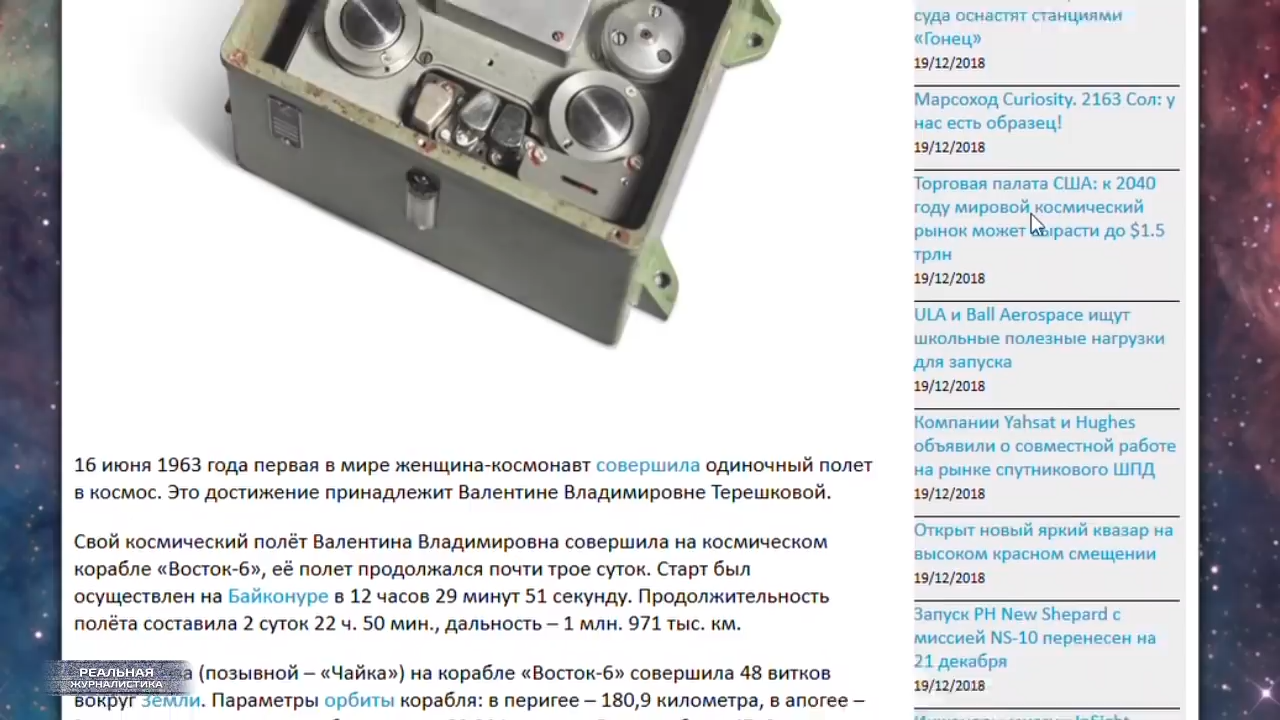 16 июня 1963 года первая в мире женщина-космонавт совершила одиночный полет
в космос. Это достижение принадлежит Валентине Владимировне Терешковой.
Свой космический полёт Валентина Владимировна совершила на космическом
корабле «Восток-6», её полет продолжался почти трое суток. Старт был
осуществлен на Байконуре в 12 часов 29 минут 51 секунду. Продолжительность
полёта составила 2 суток 22 ч. 50 мин., дальность – 1 млн. 971 тыс. км.
(позывной – «Чайка») на корабле «Восток-6» совершила 48 витков
вокруг Земли. Параметры орбиты корабля: в перигее – 180,9 километра, в апогее –
РЕАЛЬНАЯ
ЖУРНАЛИСТИКА
суда оснастят станциями
«Гонец»
19/12/2018
Марсоход Curiosity. 2163 Сол: у
нас есть образец!
19/12/2018
Торговая палата США: к 2040
году мировой космический
рынок может вырасти до $1.5
трлн
19/12/2018
ULA и Ball Aerospace ищут
школьные полезные нагрузки
для запуска
19/12/2018
Компании Yahsat и Hughes
объявили о совместной работе
на рынке спутникового ШПД
19/12/2018
Открыт новый яркий квазар на
высоком красном смещении
19/12/2018
Запуск РН New Shepard с
миссией NS-10 перенесен на
21 декабря
19/12/2018